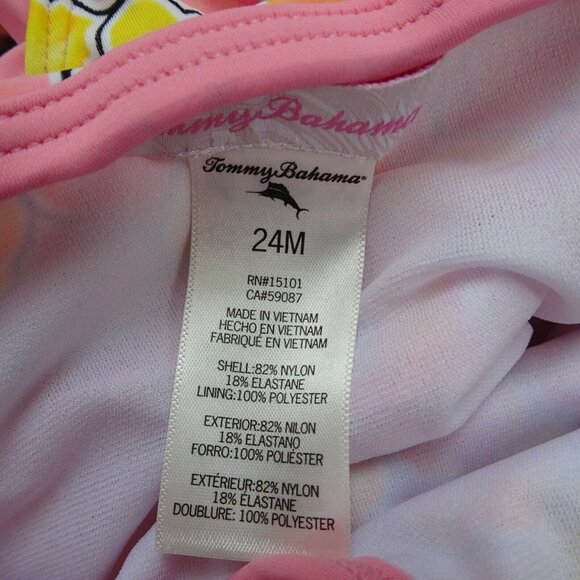 mmy Bahama
Tommy Bahama®
24M
RN#15101
CA#59087
MADE IN VIETNAM
HECHO EN VIETNAM
FABRIQUÉ EN VIETNAM
SHELL:82% NYLON
18% ELASTANE
LINING:100% POLYESTER
EXTERIOR:82% NILON
18% ELASTANO
FORRO:100% POLIÉSTER
EXTÉRIEUR:82% NYLON
18% ÉLASTANE
DOUBLURE: 100% POLYESTER